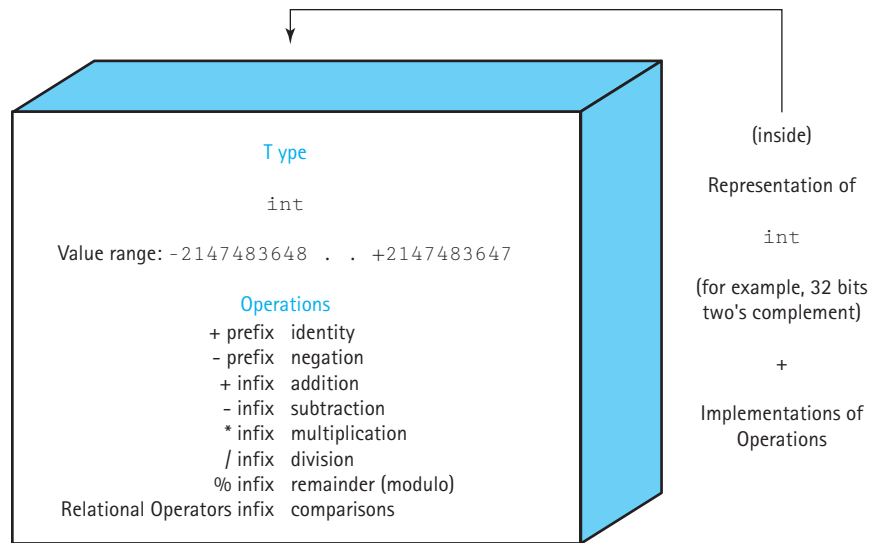 T ype
int
Value range: -2147483648 . . +2147483647
Operations
+ prefix identity
- prefix negation
+ infix addition
- infix subtraction
* infix multiplication
/ infix division
% infix remainder (modulo)
Relational Operators infix comparisons
(inside)
Representation of
int
(for example, 32 bits
two's complement)
+
Implementations of
Operations